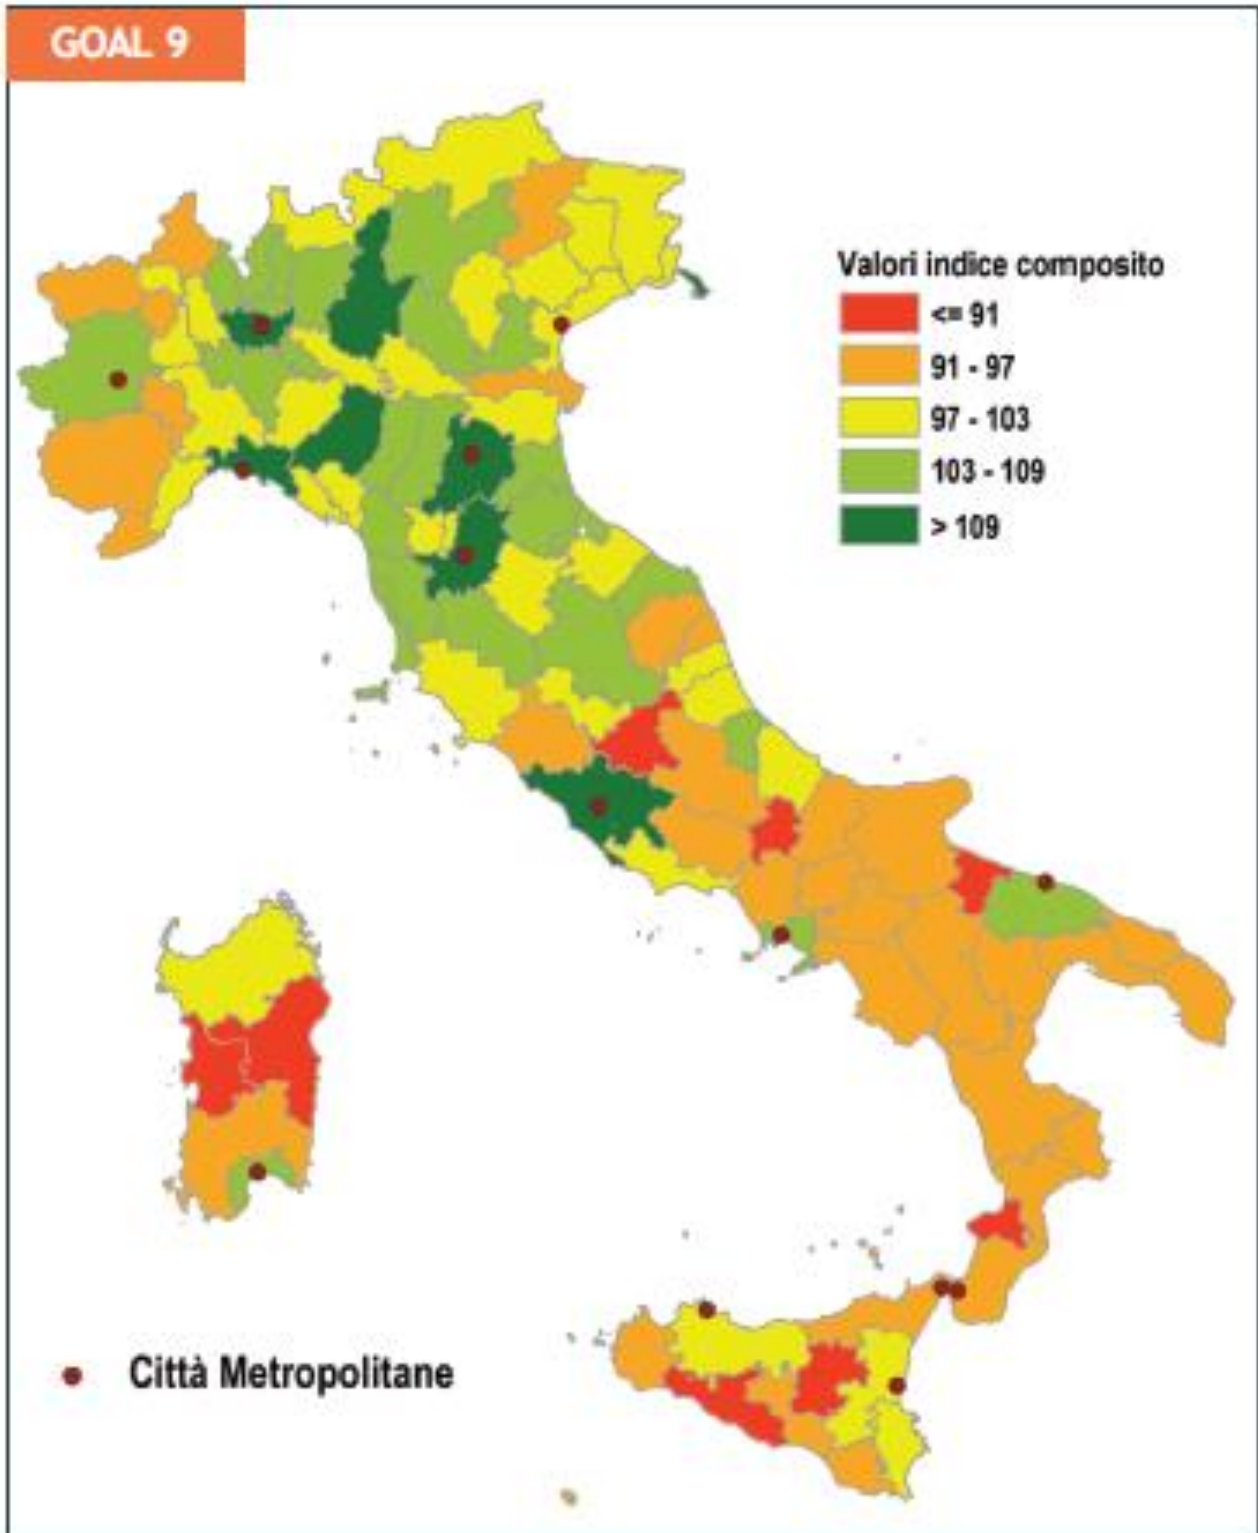 GOAL 9
Valori indice composito
<= 91
91 - 97
97 - 103
103 - 109
> 109
Città Metropolitane